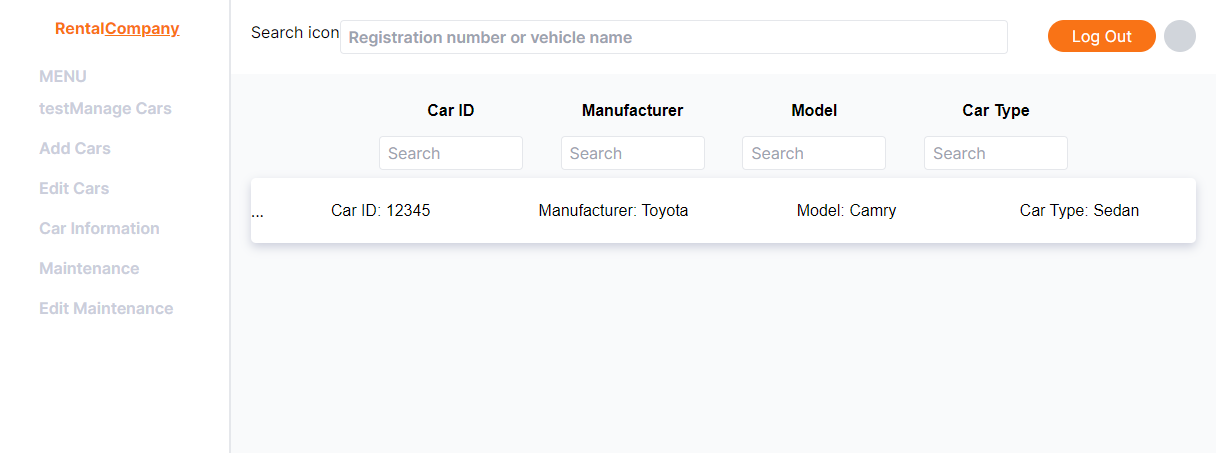 RentalCompany
MENU
testManage Cars
Add Cars
Edit Cars
Car Information
Maintenance
Edit Maintenance
Search icon Registration number or vehicle name Log Out
Car ID Manufacturer Model Car Type
Search Search Search Search
... Car ID: 12345 Manufacturer: Toyota Model: Camry Car Type: Sedan